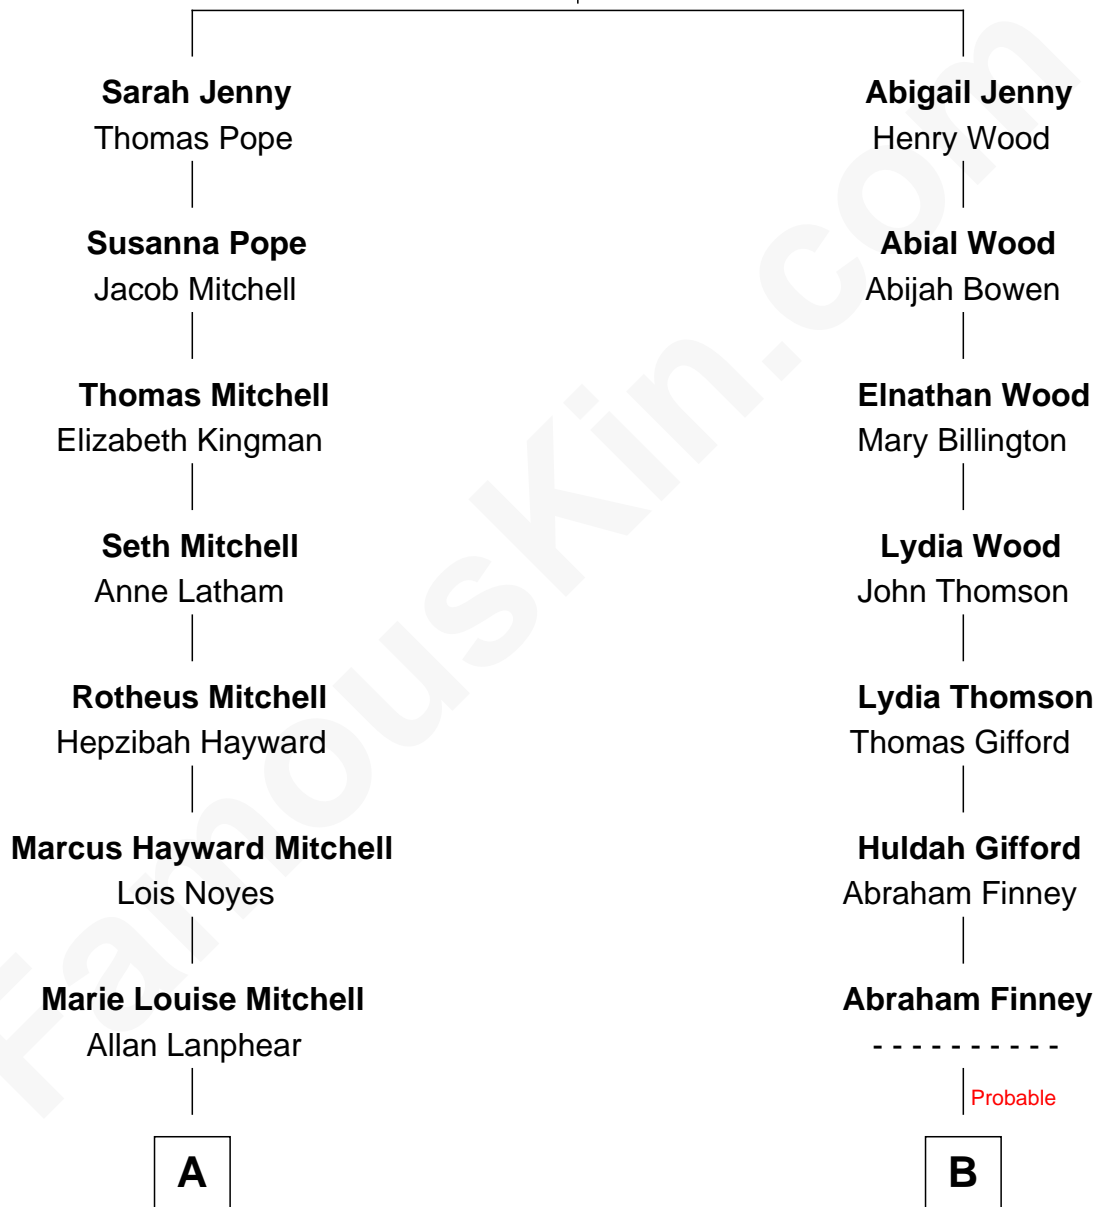 Sarah Jenny
Thomas Pope
Susanna Pope
Jacob Mitchell
Thomas Mitchell
Elizabeth Kingman
Seth Mitchell
Anne Latham
Rotheus Mitchell
Hepzibah Hayward
Marcus Hayward Mitchell
Lois Noyes
Marie Louise Mitchell
Allan Lanphear
A
Abigail Jenny
Henry Wood
Abial Wood
Abijah Bowen
Elnathan Wood
Mary Billington
Lydia Wood
John Thomson
Lydia Thomson
Thomas Gifford
Huldah Gifford
Abraham Finney
Abraham Finney
- - - - - - - - - -
Probable
B
FamousKin.com